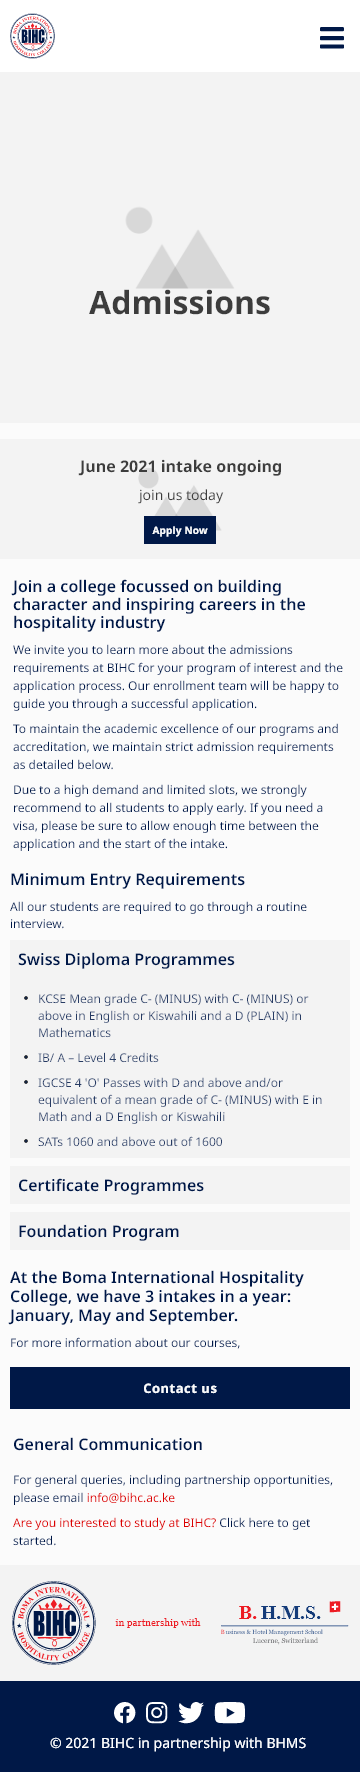 BOMA INTERNATIONAL
BIHC
HOSPITALITY COLLEGE
Admissions
June 2021 intake ongoing
join us today
Apply Now
Join a college focussed on building
character and inspiring careers in the
hospitality industry
We invite you to learn more about the admissions
requirements at BIHC for your program of interest and the
application process. Our enrollment team will be happy to
guide you through a successful application.
To maintain the academic excellence of our programs and
accreditation, we maintain strict admission requirements
as detailed below.
Due to a high demand and limited slots, we strongly
recommend to all students to apply early. If you need a
visa, please be sure to allow enough time between the
application and the start of the intake.
Minimum Entry Requirements
All our students are required to go through a routine
interview.
Swiss Diploma Programmes
• KCSE Mean grade C- (MINUS) with C- (MINUS) or
above in English or Kiswahili and a D (PLAIN) in
Mathematics
• IB/ A – Level 4 Credits
• IGCSE 4 'O' Passes with D and above and/or
equivalent of a mean grade of C- (MINUS) with E in
Math and a D English or Kiswahili
• SATs 1060 and above out of 1600
Certificate Programmes
Foundation Program
At the Boma International Hospitality
College, we have 3 intakes in a year:
January, May and September.
For more information about our courses,
Contact us
General Communication
For general queries, including partnership opportunities,
please email info@bihc.ac.ke
Are you interested to study at BIHC? Click here to get
started.
BOMA INTERNATIONAL
BIHC
HOSPITALITY COLLEGE
in partnership with
B. H.M.S.
Business & Hotel Management School
Lucerne, Switzerland
© 2021 BIHC in partnership with BHMS